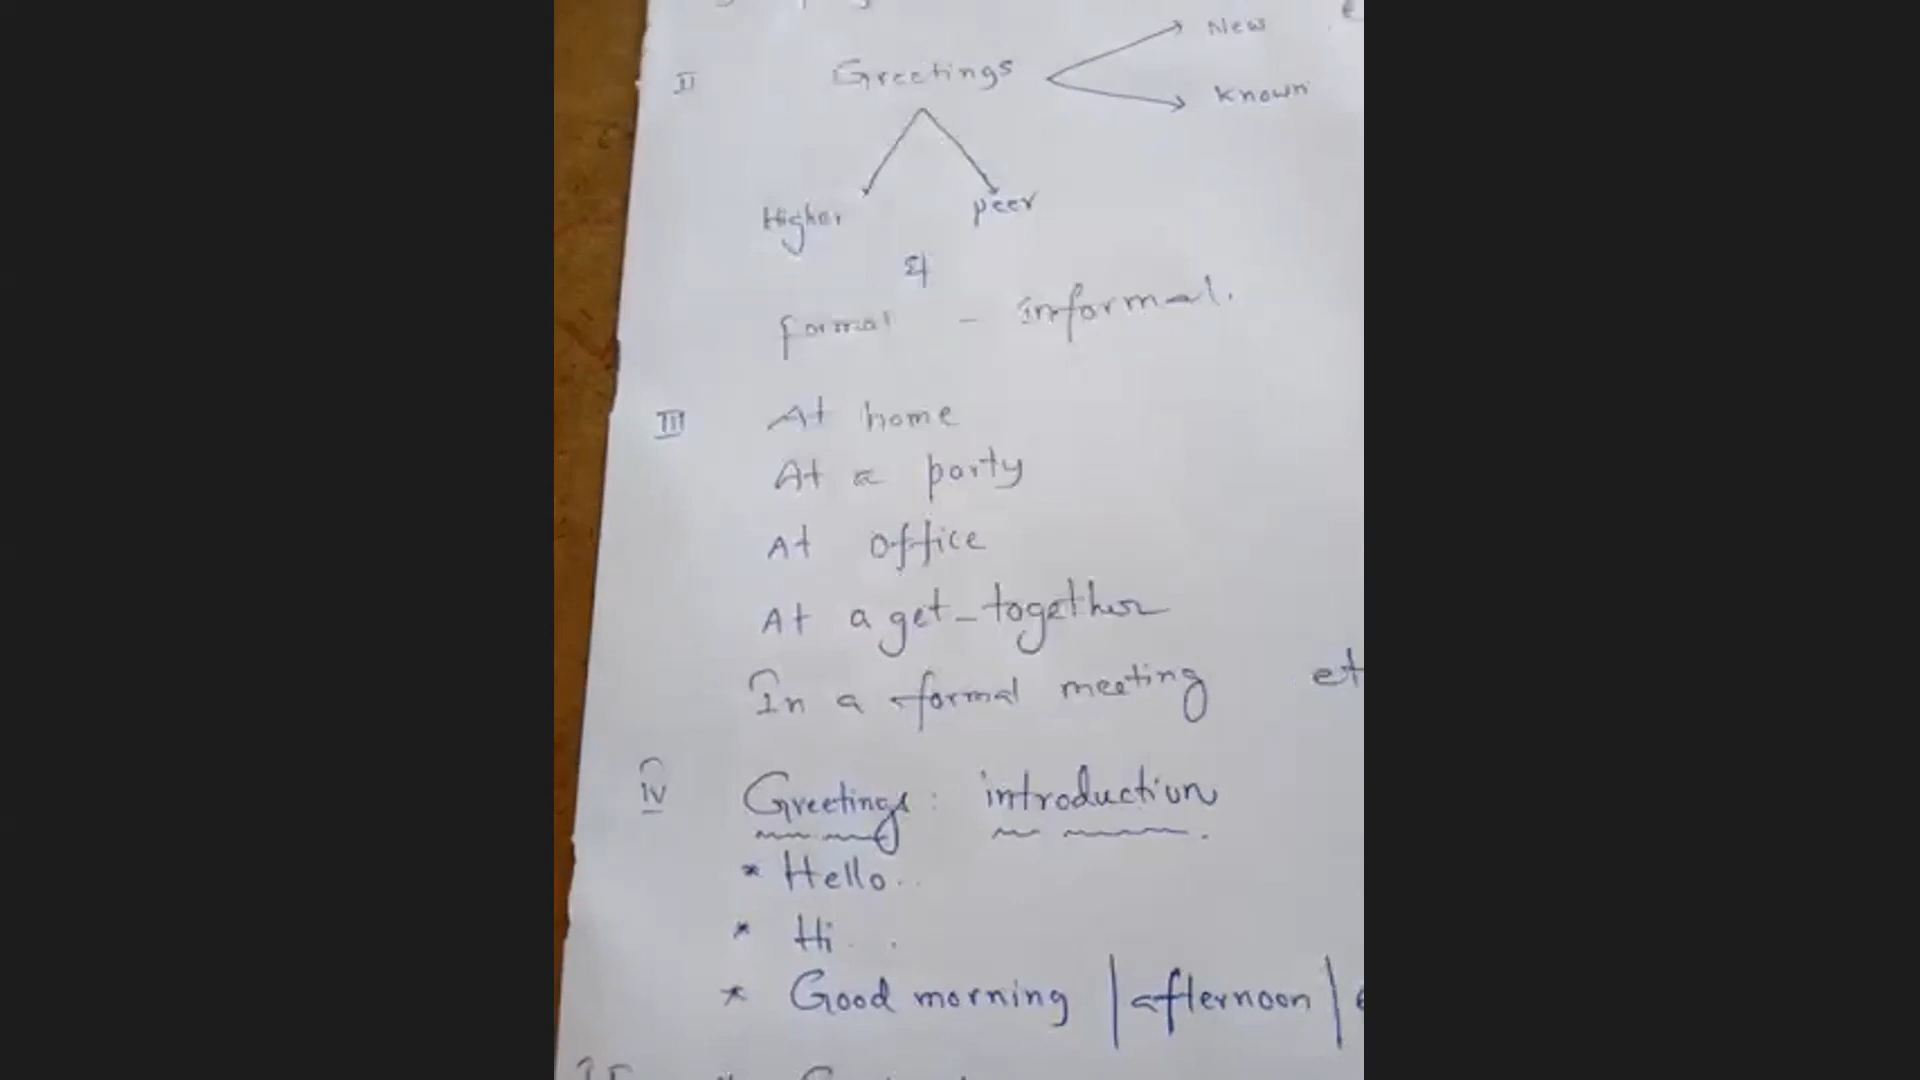 New
II Greetings
Known
Higher peer
&
formal - informal.
III At home
At a party
At office
At a get-together
In a formal meeting et
iv Greetings: introduction
* Hello..
* Hi. .
* Good morning | afternoon |